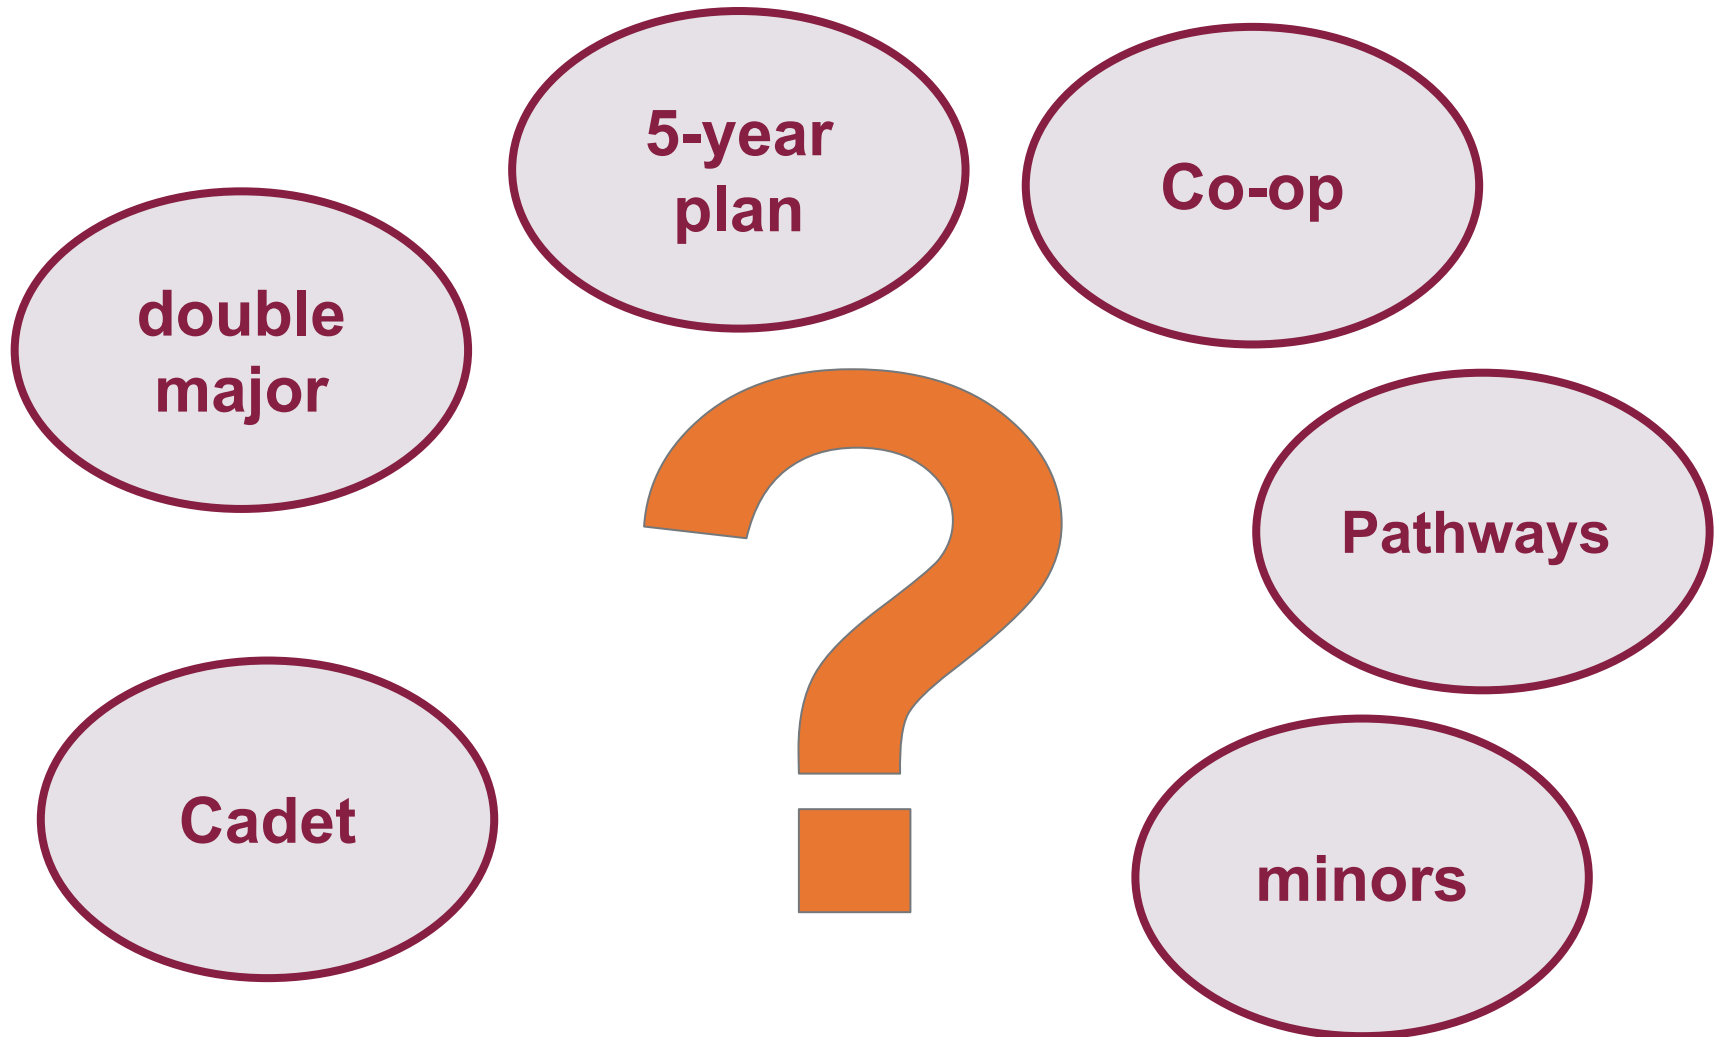 5-year
plan
Co-op
double
major
Pathways
Cadet
minors
?